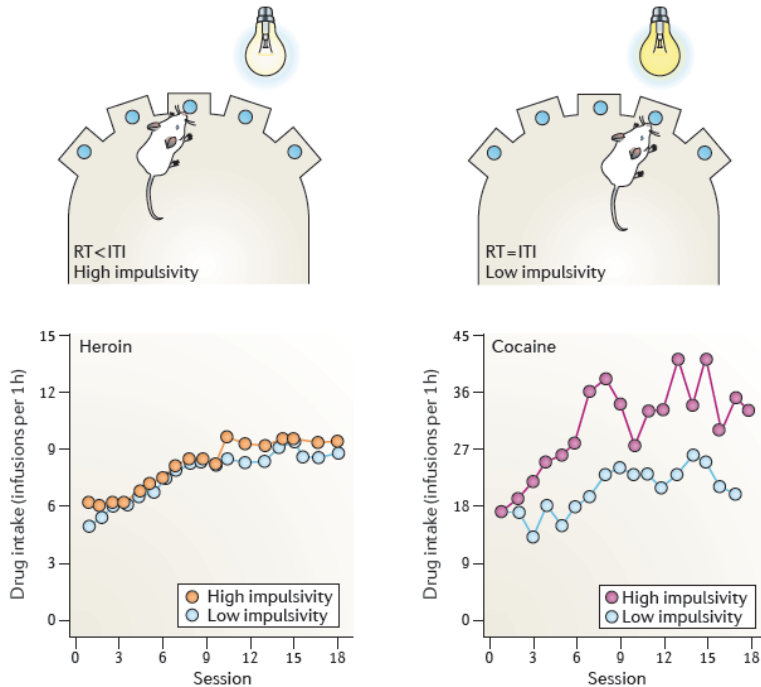 RT<ITI
High impulsivity
RT=ITI
Low impulsivity
Heroin
Drug intake (infusions per 1h)
15
12
9
6
3
0
High impulsivity
Low impulsivity
0 3 6 9 12 15 18
Session
Cocaine
Drug intake (infusions per 1h)
45
36
27
18
9
0
High impulsivity
Low impulsivity
0 3 6 9 12 15 18
Session